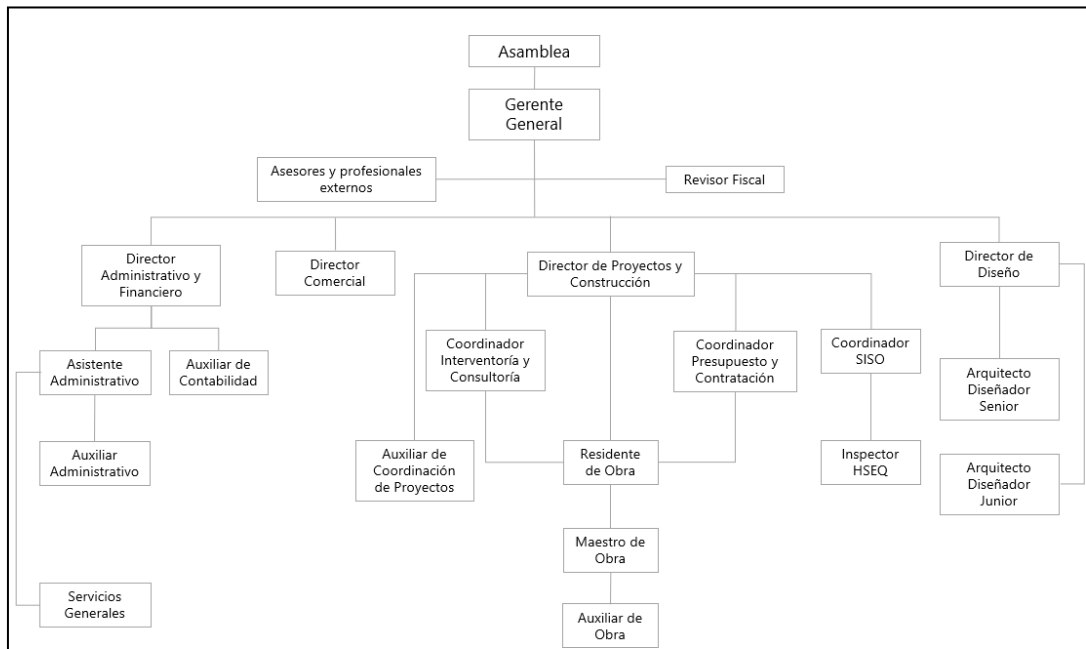 Asamblea
Gerente
General
Asesores y profesionales
externos
Revisor Fiscal
Director
Administrativo y
Financiero
Director
Comercial
Director de Proyectos y
Construcción
Director de
Diseño
Asistente
Administrativo
Auxiliar de
Contabilidad
Coordinador
Interventoría y
Consultoría
Coordinador
Presupuesto y
Contratación
Coordinador
SISO
Arquitecto
Diseñador
Senior
Auxiliar
Administrativo
Auxiliar de
Coordinación
de Proyectos
Residente
de Obra
Inspector
HSEQ
Arquitecto
Diseñador
Junior
Maestro de
Obra
Servicios
Generales
Auxiliar de
Obra